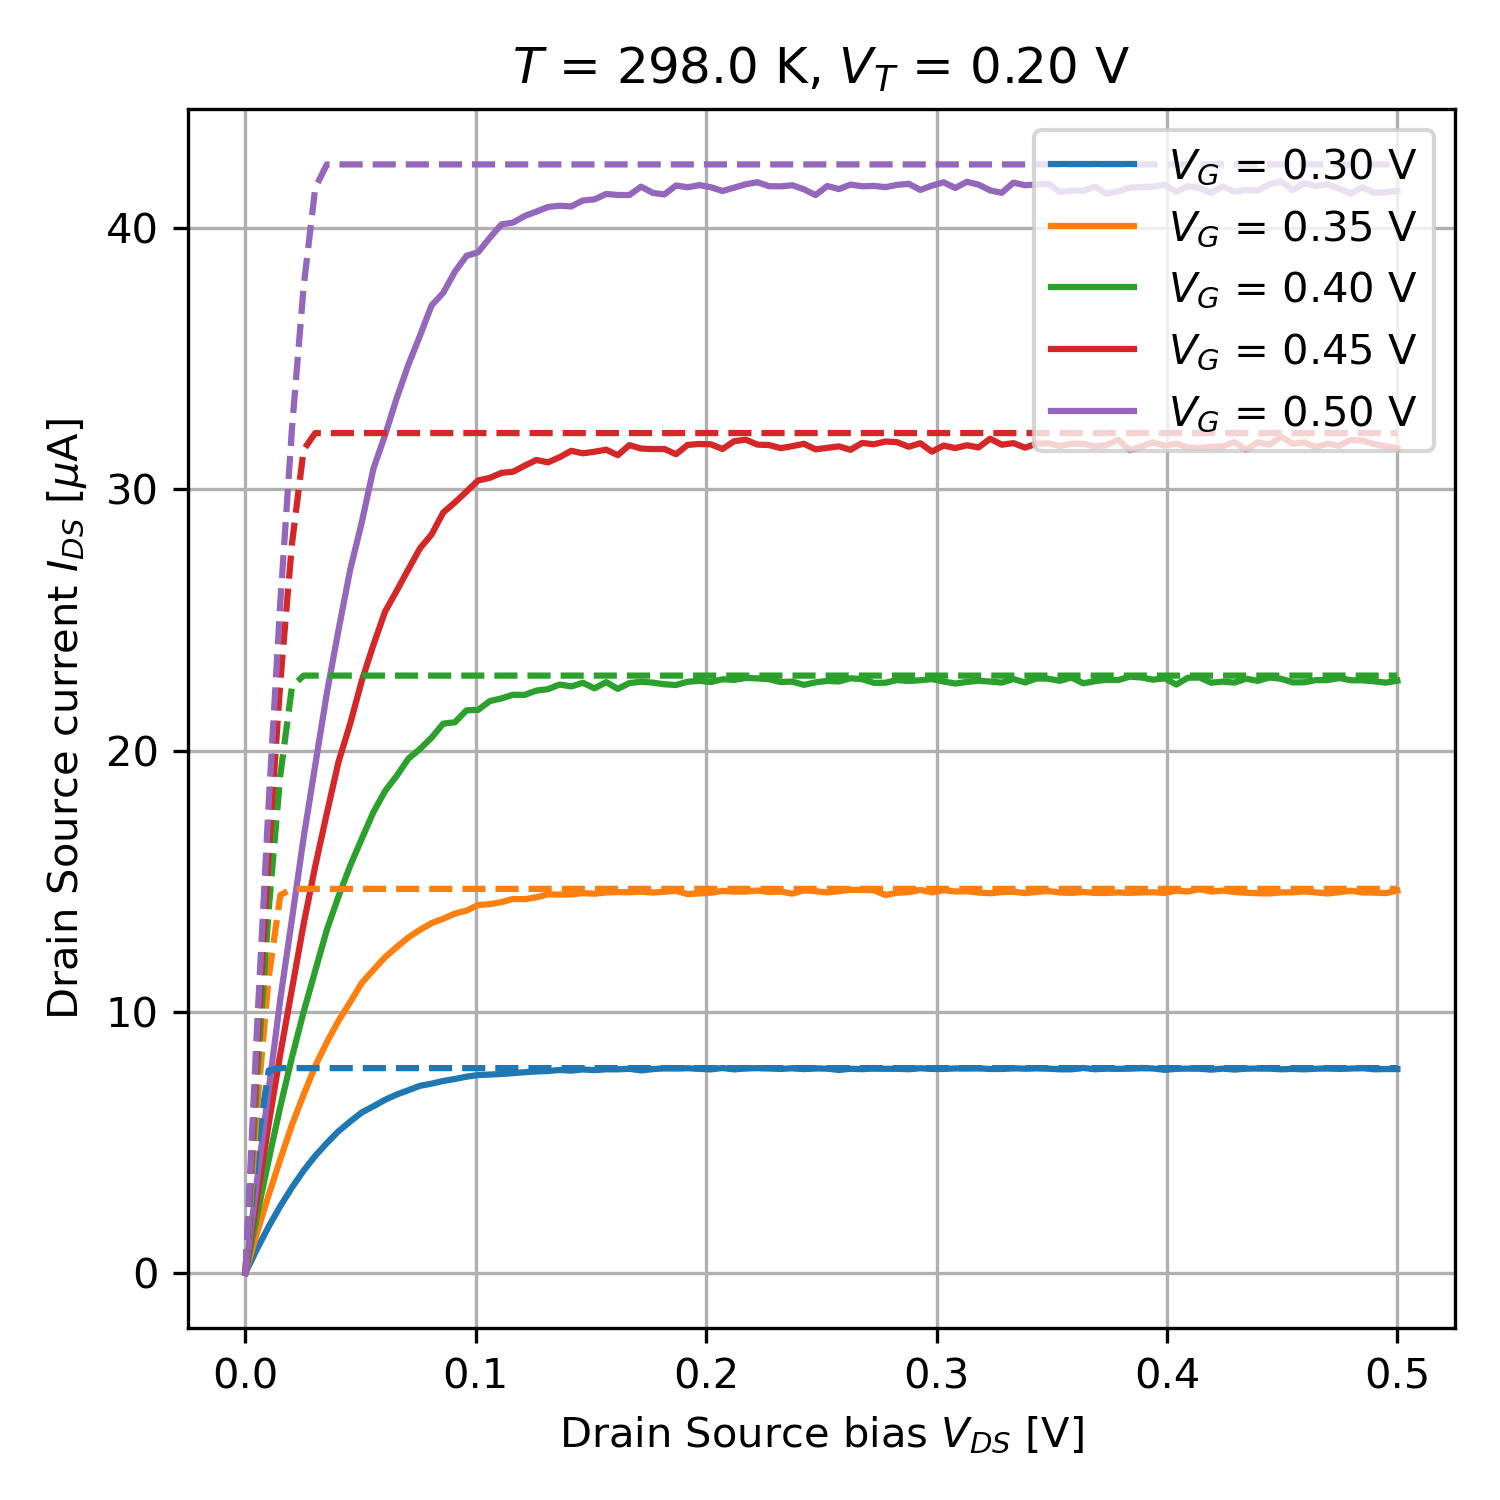 T = 298.0 K, V_T = 0.20 V
V_G = 0.30 V
V_G = 0.35 V
V_G = 0.40 V
V_G = 0.45 V
V_G = 0.50 V
Drain Source current I_DS [μA]
40
30
20
10
0
0.0 0.1 0.2 0.3 0.4 0.5
Drain Source bias V_DS [V]